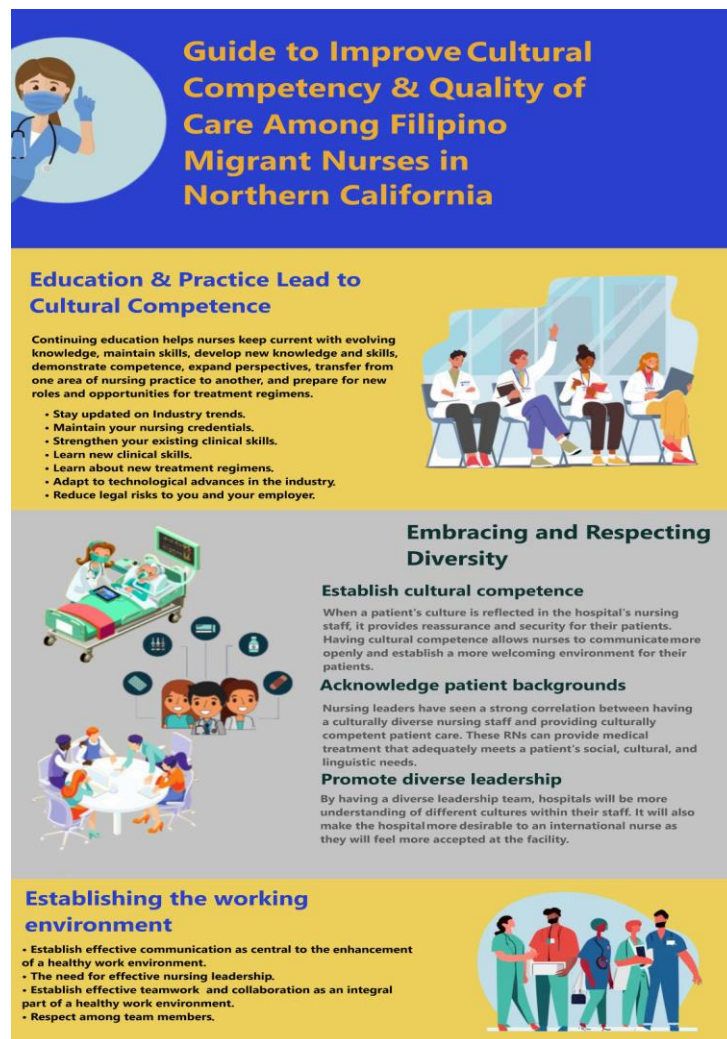 Guide to Improve Cultural
Competency & Quality of
Care Among Filipino
Migrant Nurses in
Northern California
Education & Practice Lead to
Cultural Competence
Continuing education helps nurses keep current with evolving
knowledge, maintain skills, develop new knowledge and skills,
demonstrate competence, expand perspectives, transfer from
one area of nursing practice to another, and prepare for new
roles and opportunities for treatment regimens.
• Stay updated on Industry trends.
• Maintain your nursing credentials.
• Strengthen your existing clinical skills.
• Learn new clinical skills.
• Learn about new treatment regimens.
• Adapt to technological advances in the industry.
• Reduce legal risks to you and your employer.
Embracing and Respecting
Diversity
Establish cultural competence
When a patient's culture is reflected in the hospital's nursing
staff, it provides reassurance and security for their patients.
Having cultural competence allows nurses to communicate more
openly and establish a more welcoming environment for their
patients.
Acknowledge patient backgrounds
Nursing leaders have seen a strong correlation between having
a culturally diverse nursing staff and providing culturally
competent patient care. These RNs can provide medical
treatment that adequately meets a patient's social, cultural, and
linguistic needs.
Promote diverse leadership
By having a diverse leadership team, hospitals will be more
understanding of different cultures within their staff. It will also
make the hospital more desirable to an international nurse as
they will feel more accepted at the facility.
Establishing the working
environment
• Establish effective communication as central to the enhancement
of a healthy work environment.
• The need for effective nursing leadership.
• Establish effective teamwork and collaboration as an integral
part of a healthy work environment.
• Respect among team members.